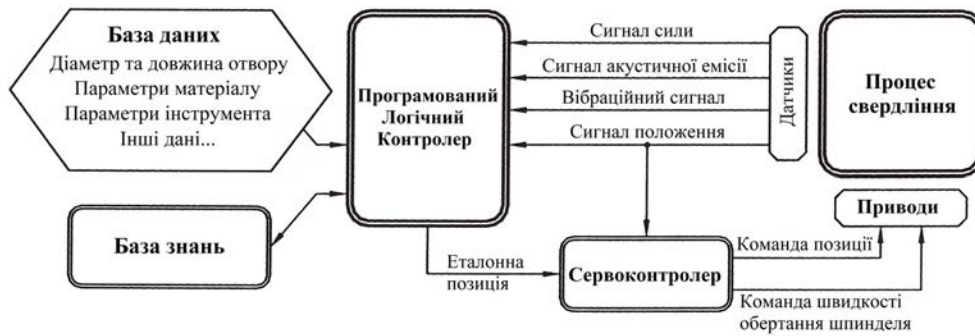 База даних
Діаметр та довжина отвору
Параметри матеріалу
Параметри інструмента
Інші дані...
База знань
Програмований
Логічний
Контролер
Сигнал сили
Сигнал акустичної емісії
Вібраційний сигнал
Сигнал положення
Датчики
Процес
свердління
Приводи
Еталонна
позиція
Сервоконтролер
Команда позиції
Команда швидкості
обертання шпинделя